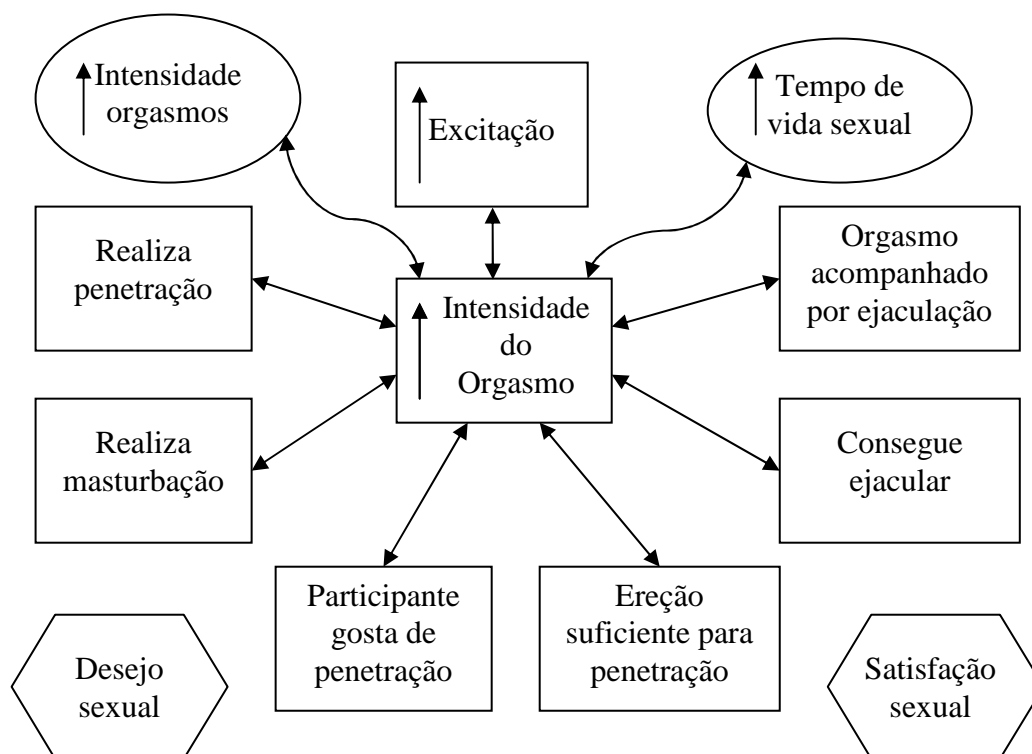 Intensidade
orgasmos
Excitação
Tempo de
vida sexual
Realiza
penetração
Intensidade
do
Orgasmo
Orgasmo
acompanhado
por ejaculação
Realiza
masturbação
Consegue
ejacular
Participante
gosta de
penetração
Ereção
suficiente para
penetração
Desejo
sexual
Satisfação
sexual